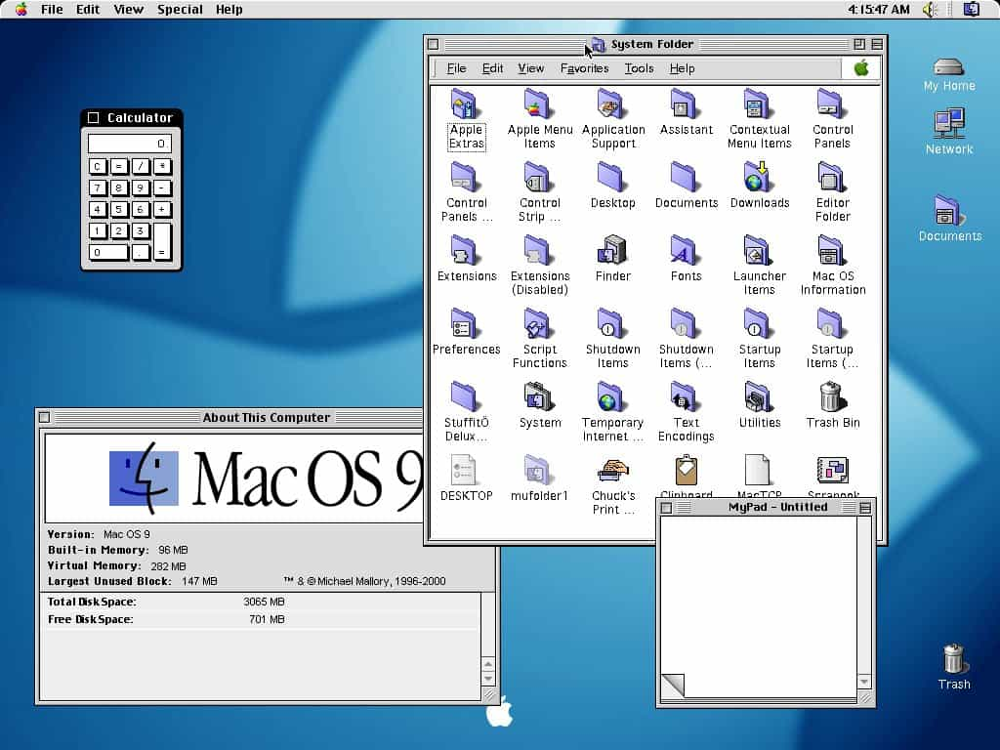 File Edit View Special Help
4:15:47 AM
System Folder
File Edit View Favorites Tools Help
Apple Extras
Apple Menu Items
Application Support
Assistant
Contextual Menu Items
Control Panels
Control Panels ...
Control Strip ...
Desktop
Documents
Downloads
Editor Folder
Extensions
Extensions (Disabled)
Finder
Fonts
Launcher Items
Mac OS Information
Preferences
Script Functions
Shutdown Items
Shutdown Items (...
Startup Items
Startup Items (...
StuffitÖ Delux...
System
Temporary Internet ...
Text Encodings
Utilities
Trash Bin
DESKTOP
mufolder1
Chuck's Print ...
Clipboard
MacTCP
Scrapbook
My Home
Network
Documents
Trash
Calculator
0.
C = / *
7 8 9 -
4 5 6 +
1 2 3
0 . =
About This Computer
Mac OS 9
Version: Mac OS 9
Built-in Memory: 96 MB
Virtual Memory: 282 MB
Largest Unused Block: 147 MB
™ & © Michael Mallory, 1996-2000
Total Disk Space: 3065 MB
Free Disk Space: 701 MB
MyPad - Untitled